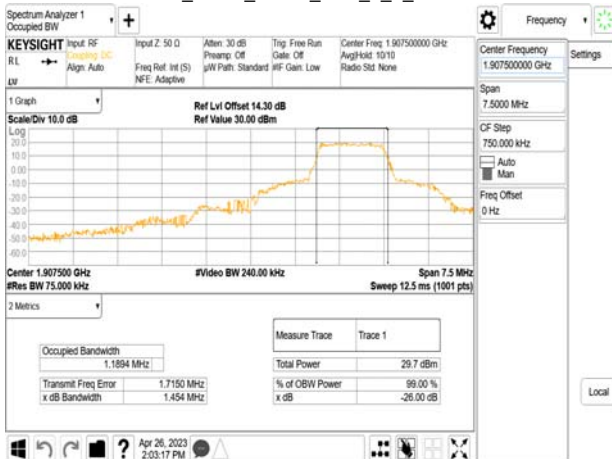 Spectrum Analyzer 1
Occupied BW
Frequency
KEYSIGHT
RL
Input: RF
Coupling: DC
Align: Auto
Input Z: 50 Ω
Freq Ref: Int (S)
NFE: Adaptive
Atten: 30 dB
Preamp: Off
µW Path: Standard
Trig: Free Run
Gate: Off
#IF Gain: Low
Center Freq: 1.907500000 GHz
Avg|Hold: 10/10
Radio Std: None
Center Frequency
1.907500000 GHz
Settings
Span
7.5000 MHz
CF Step
750.000 kHz
Auto
Man
Freq Offset
0 Hz
Local
1 Graph
Scale/Div 10.0 dB
Ref Lvl Offset 14.30 dB
Ref Value 30.00 dBm
Log
20.0
10.0
0.00
-10.0
-20.0
-30.0
-40.0
-50.0
-60.0
Center 1.907500 GHz
#Video BW 240.00 kHz
Span 7.5 MHz
#Res BW 75.000 kHz
Sweep 12.5 ms (1001 pts)
2 Metrics
Measure Trace Trace 1
Occupied Bandwidth
1.1894 MHz
Total Power 29.7 dBm
Transmit Freq Error 1.7150 MHz
% of OBW Power 99.00 %
x dB Bandwidth 1.454 MHz
x dB -26.00 dB
Apr 26, 2023
2:03:17 PM